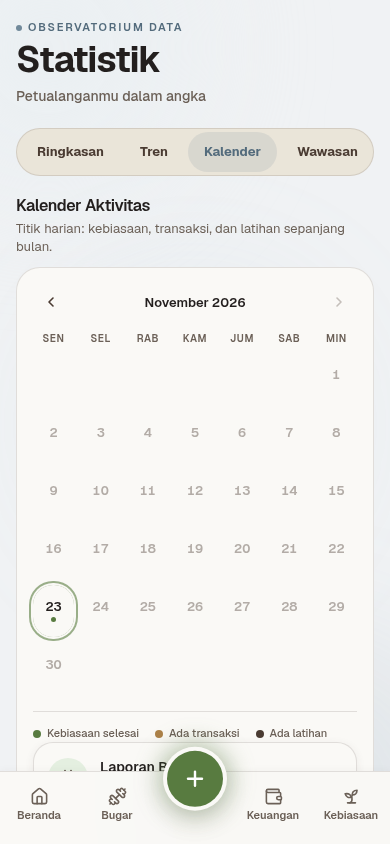 OBSERVATORIUM DATA
Statistik
Petualanganmu dalam angka
Ringkasan Tren Kalender Wawasan
Kalender Aktivitas
Titik harian: kebiasaan, transaksi, dan latihan sepanjang
bulan.
November 2026
SEN SEL RAB KAM JUM SAB MIN
1
2 3 4 5 6 7 8
9 10 11 12 13 14 15
16 17 18 19 20 21 22
23 24 25 26 27 28 29
30
Kebiasaan selesai Ada transaksi Ada latihan
Laporan
Beranda Bugar Keuangan Kebiasaan